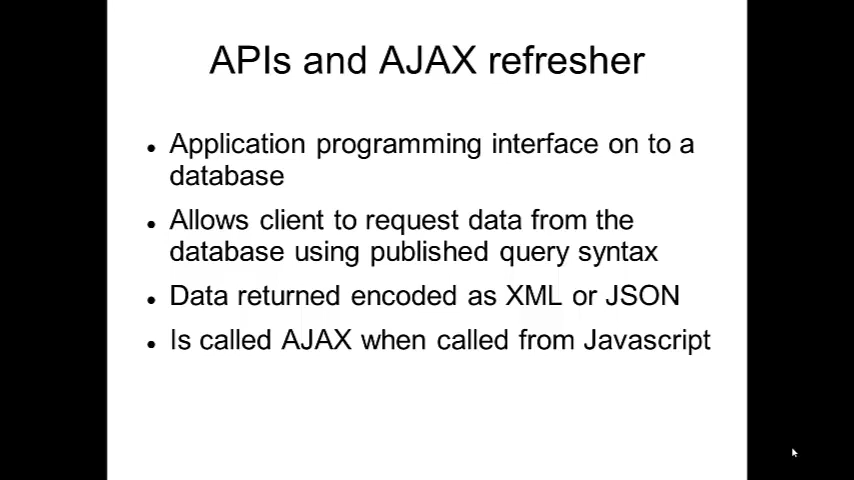 APIs and AJAX refresher
• Application programming interface on to a
database
• Allows client to request data from the
database using published query syntax
• Data returned encoded as XML or JSON
• Is called AJAX when called from Javascript